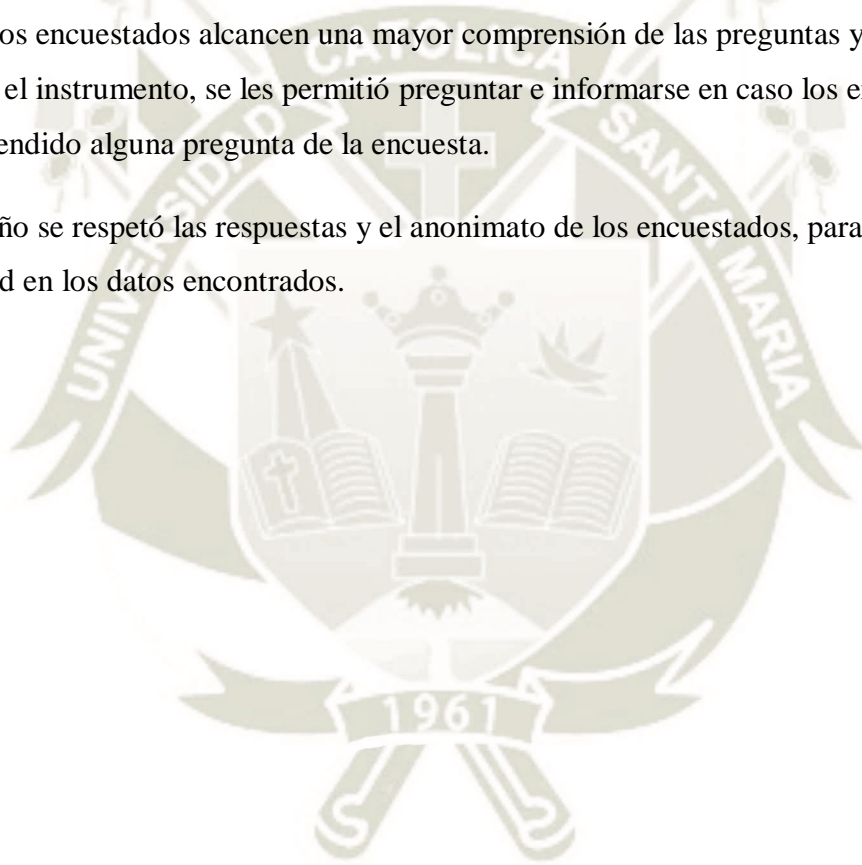 os encuestados alcancen una mayor comprensión de las preguntas y
el instrumento, se les permitió preguntar e informarse en caso los e
endido alguna pregunta de la encuesta.
ño se respetó las respuestas y el anonimato de los encuestados, para
d en los datos encontrados.
UNIVERSIDAD CATOLICA SANTA MARIA
1961